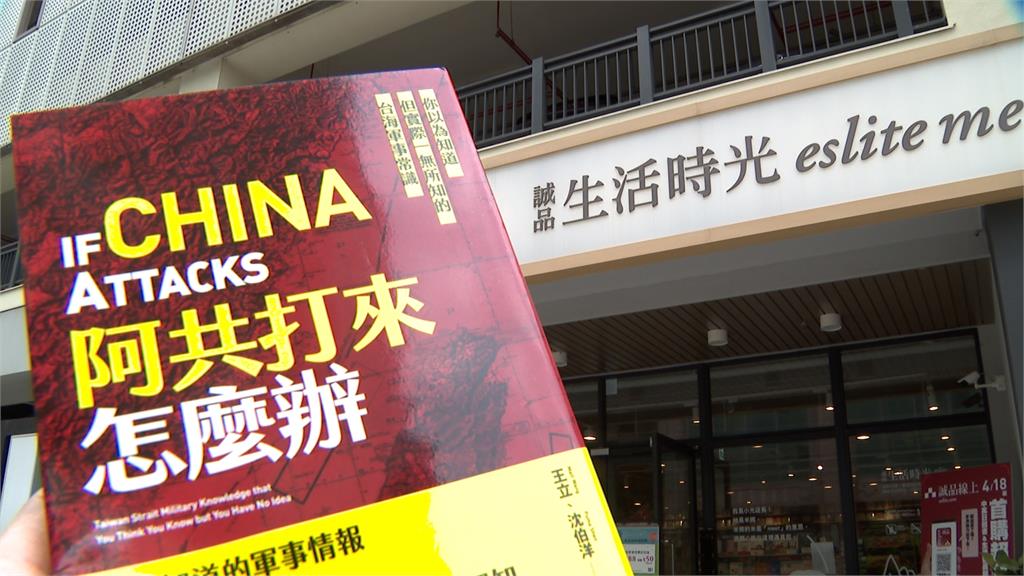 你以為知道
但實際一無所知的
台海軍事常識
IF CHINA
ATTACKS
阿共打來
怎麼辦
Taiwan Strait Military Knowledge that
You Think You Know but You Have No Idea
王立、沈伯洋
道的軍事情報
誠品
生活時光 eslite me
誠品線上 4/18
首購